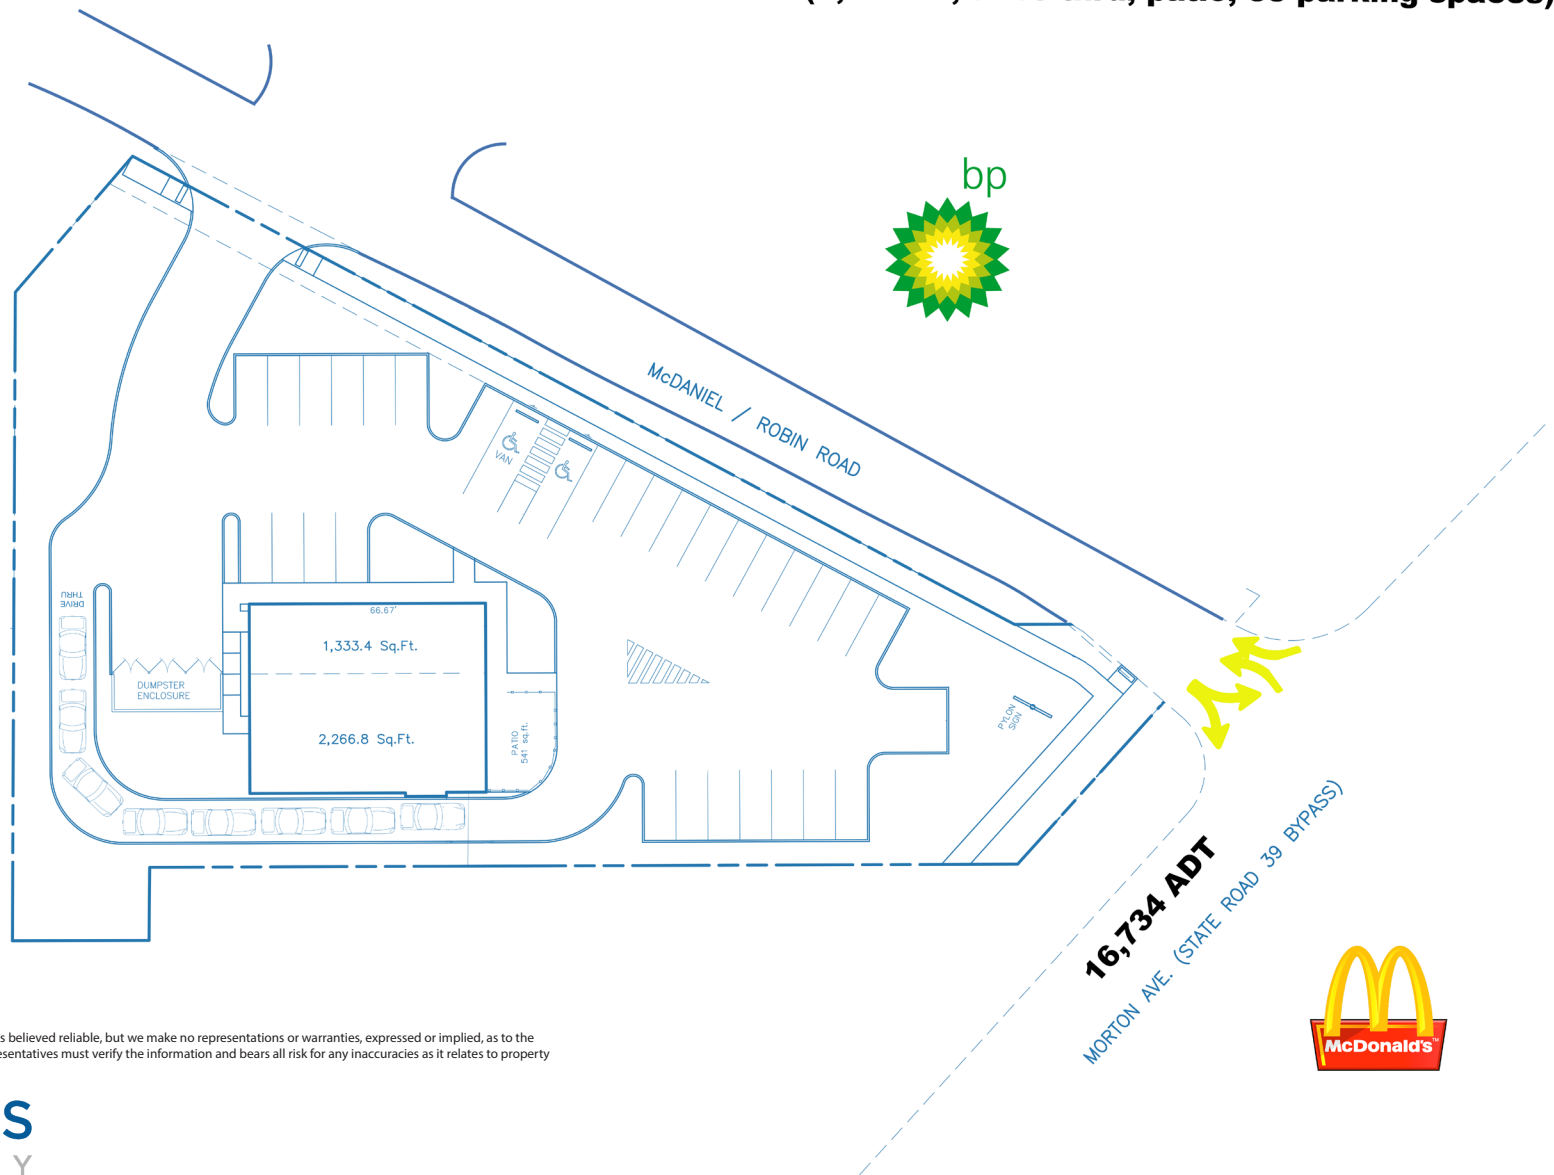 bp
McDANIEL / ROBIN ROAD
VAN
DRIVE
THRU
66.67'
1,333.4 Sq.Ft.
DUMPSTER
ENCLOSURE
2,266.8 Sq.Ft.
PATIO
541 sq.ft.
PYLON
SIGN
16,734 ADT
MORTON AVE. (STATE ROAD 39 BYPASS)
McDonald's™
s believed reliable, but we make no representations or warranties, expressed or implied, as to the
esentatives must verify the information and bears all risk for any inaccuracies as it relates to property
S
Y